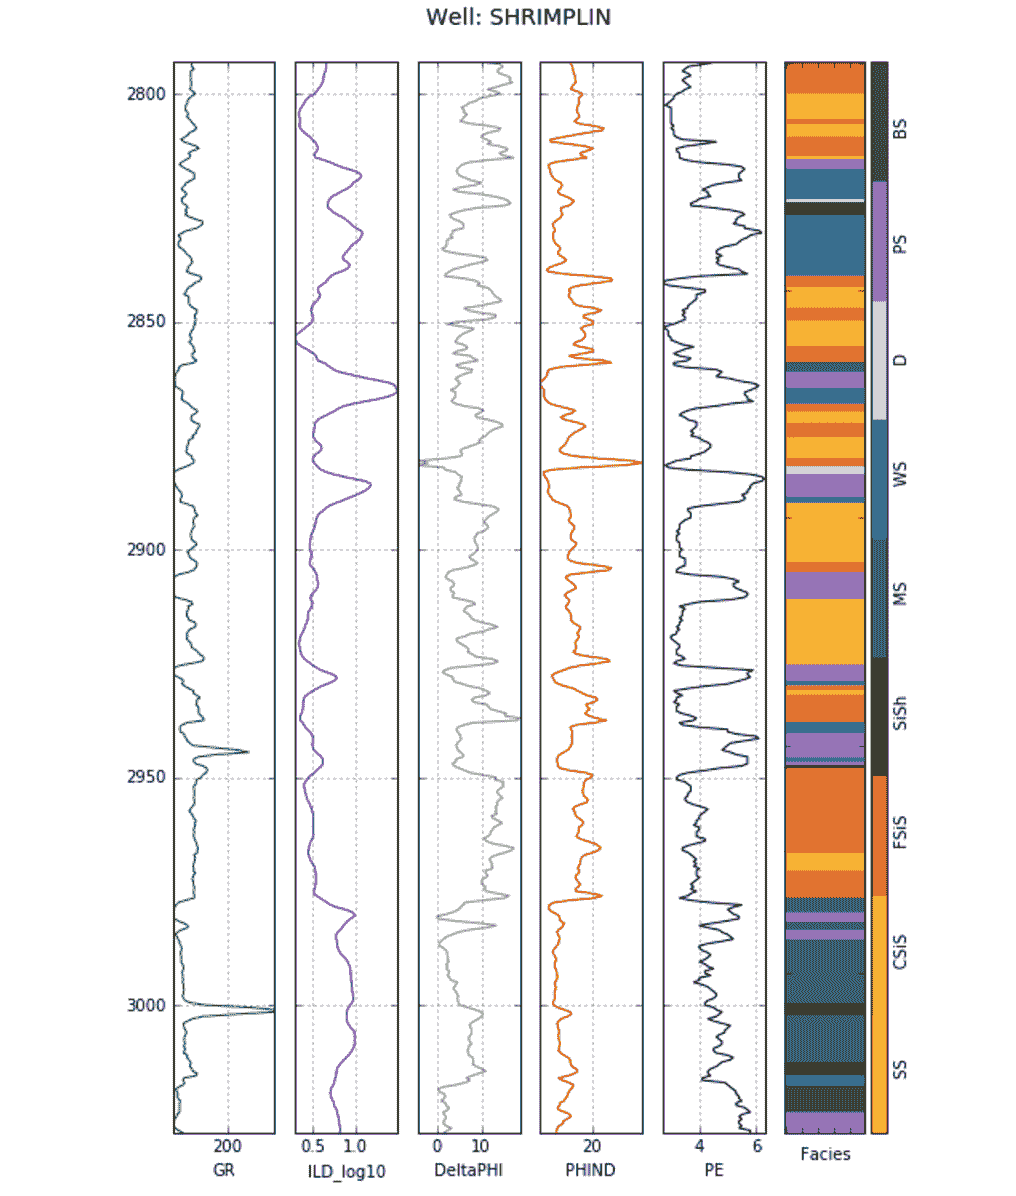 Well: SHRIMPLIN
2800
2850
2900
2950
3000
200
0.5 1.0
0 10
20
4 6
GR
ILD_log10
DeltaPHI
PHIND
PE
Facies
BS
PS
D
WS
MS
SiSh
FSiS
CSiS
SS